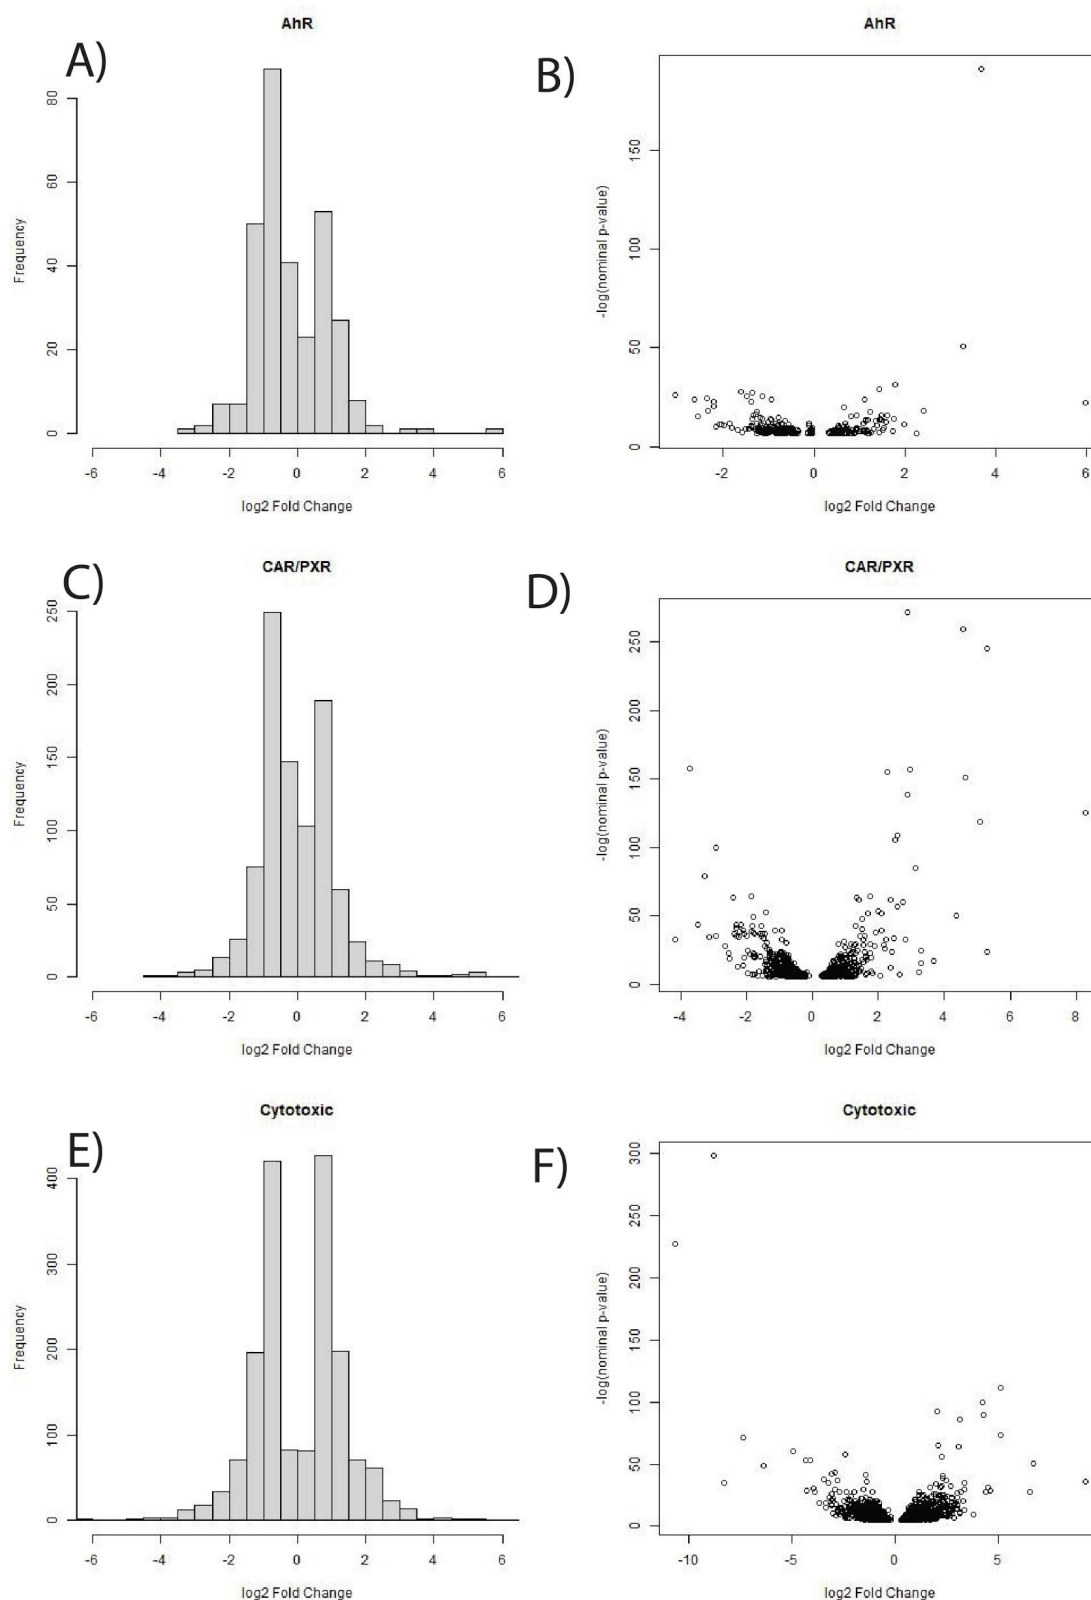 AhR
A)
80
60
40
20
0
Frequency
-6 -4 -2 0 2 4 6
log2 Fold Change
AhR
B)
150
100
50
0
-log(nominal p-value)
-2 0 2 4 6
log2 Fold Change
CAR/PXR
C)
250
200
150
100
50
0
Frequency
-6 -4 -2 0 2 4 6
log2 Fold Change
CAR/PXR
D)
250
200
150
100
50
0
-log(nominal p-value)
-4 -2 0 2 4 6 8
log2 Fold Change
Cytotoxic
E)
400
300
200
100
0
Frequency
-6 -4 -2 0 2 4 6
log2 Fold Change
Cytotoxic
F)
300
250
200
150
100
50
0
-log(nominal p-value)
-10 -5 0 5
log2 Fold Change